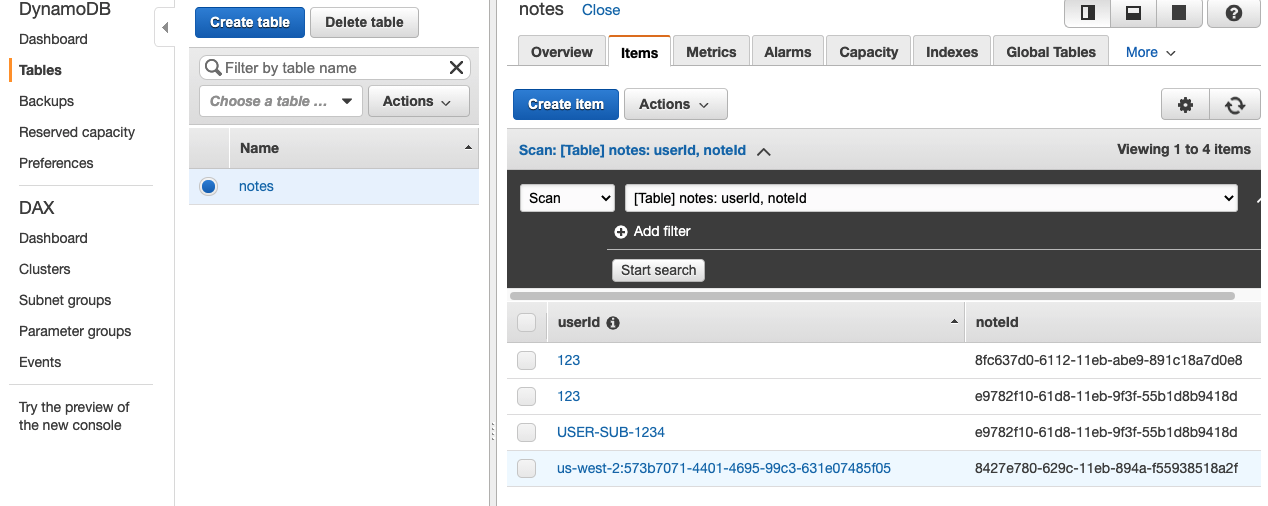 DynamoDB
Dashboard
Tables
Backups
Reserved capacity
Preferences
DAX
Dashboard
Clusters
Subnet groups
Parameter groups
Events
Try the preview of
the new console
Create table Delete table
Filter by table name
Choose a table ... Actions
Name
notes
notes Close
Overview Items Metrics Alarms Capacity Indexes Global Tables More
Create item Actions
Scan: [Table] notes: userId, noteId Viewing 1 to 4 items
Scan [Table] notes: userId, noteId
Add filter
Start search
userId noteId
123 8fc637d0-6112-11eb-abe9-891c18a7d0e8
123 e9782f10-61d8-11eb-9f3f-55b1d8b9418d
USER-SUB-1234 e9782f10-61d8-11eb-9f3f-55b1d8b9418d
us-west-2:573b7071-4401-4695-99c3-631e07485f05 8427e780-629c-11eb-894a-f55938518a2f